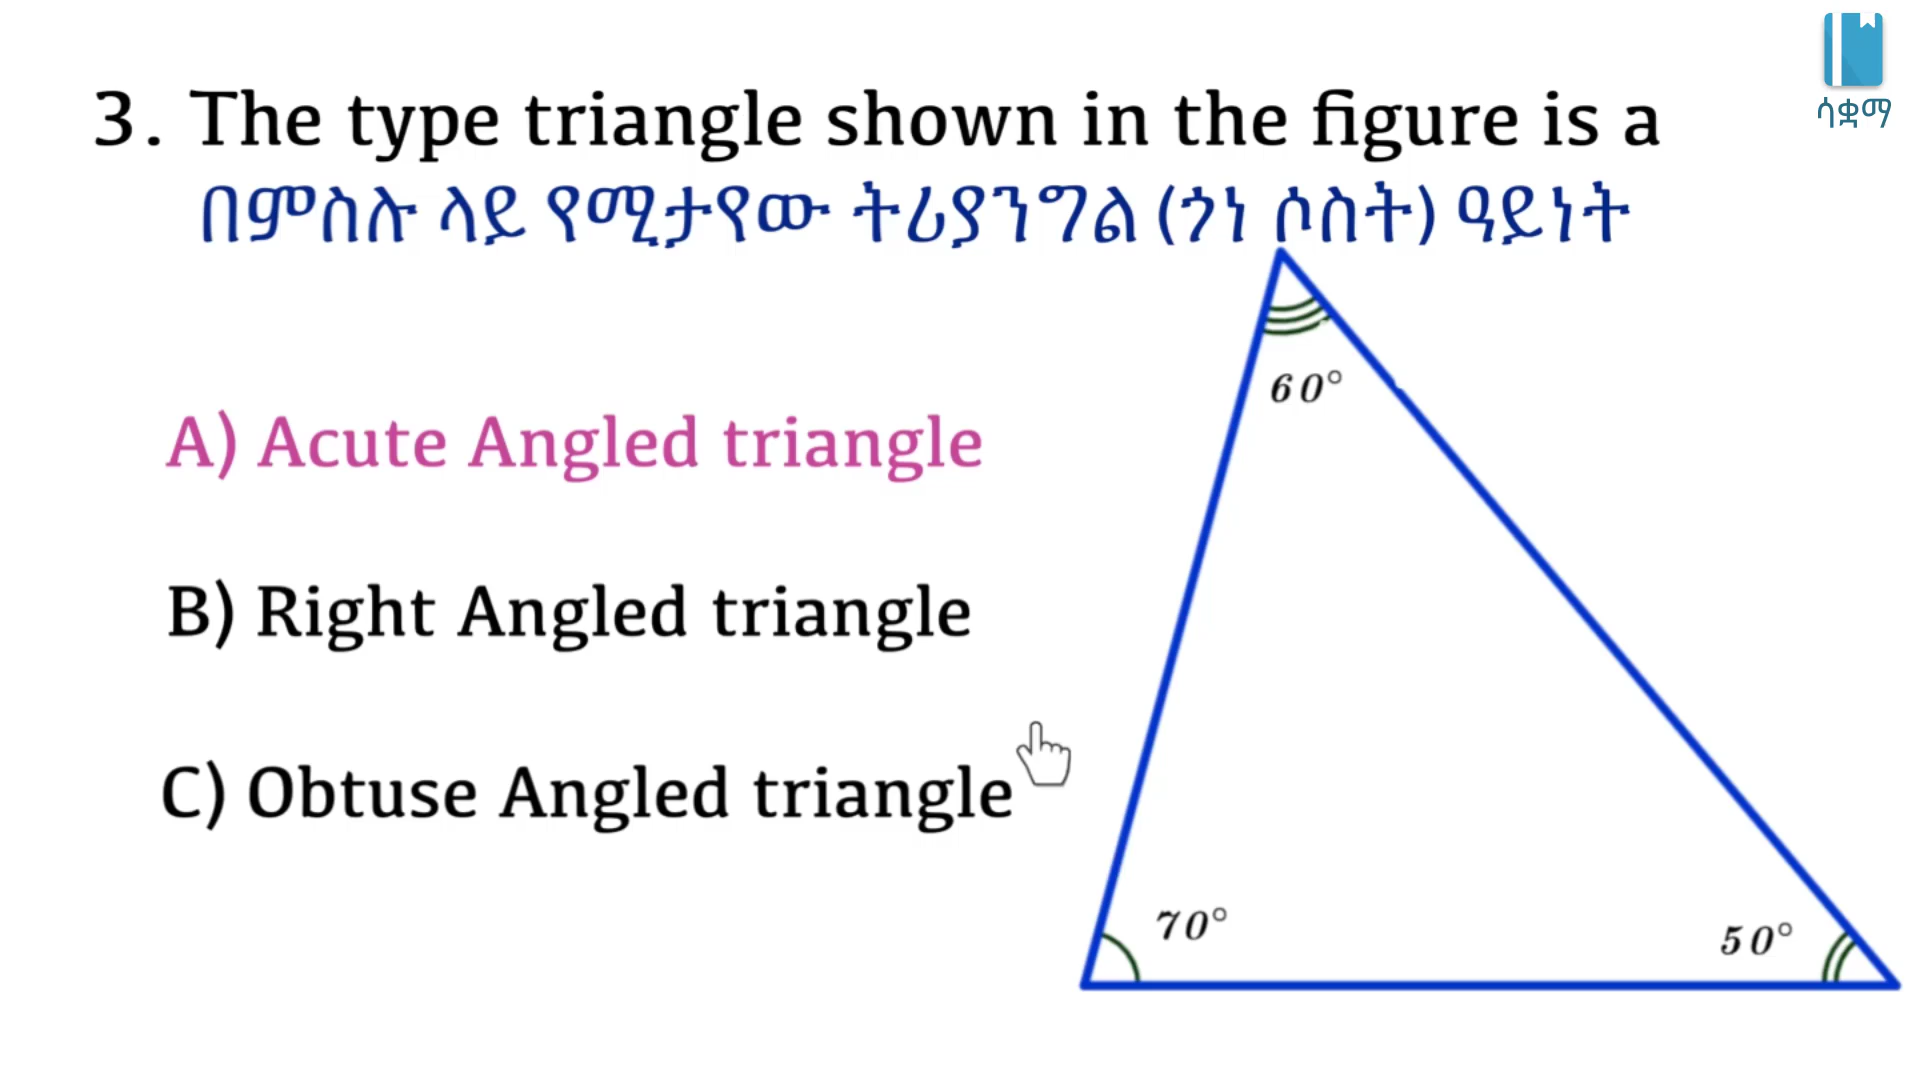 ሳቋማ
3. The type triangle shown in the figure is a
በምስሉ ላይ የሚታየው ትሪያንግል (ጎነ ሶስት) ዓይነት
60°
A) Acute Angled triangle
B) Right Angled triangle
C) Obtuse Angled triangle
70°
50°